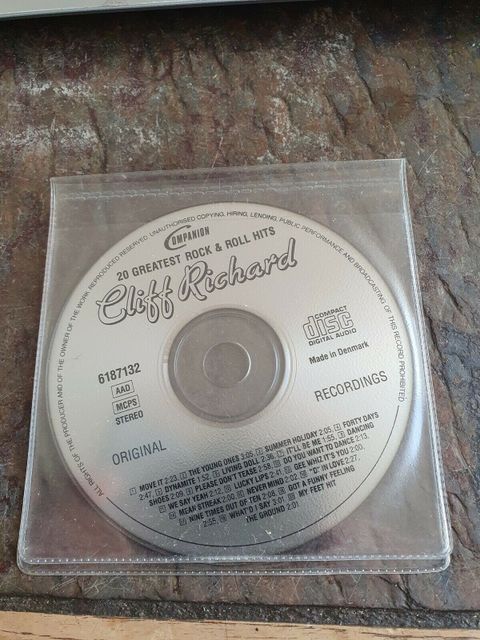 ALL RIGHTS OF THE PRODUCER AND OF THE OWNER OF THE WORK REPRODUCED RESERVED. UNAUTHORISED COPYING, HIRING, LENDING, PUBLIC PERFORMANCE AND BROADCASTING OF THIS RECORD PROHIBITED
COMPANION
20 GREATEST ROCK & ROLL HITS
Cliff Richard
COMPACT
disc
DIGITAL AUDIO
Made in Denmark
6187132
AAD
MCPS
STEREO
ORIGINAL
RECORDINGS
MOVE IT 2:23. THE YOUNG ONES 3:05. SUMMER HOLIDAY 2:05. FORTY DAYS
2:47. DYNAMITE 1:52. LIVING DOLL 2:36. IT'LL BE ME 1:55. DANCING
SHOES 2:09. PLEASE DON'T TEASE 2:58. DO YOU WANT TO DANCE 2:13.
WE SAY YEAH 2:12. LUCKY LIPS 2:41. GEE WHIZ IT'S YOU 2:00.
MEAN STREAK 2:00. NEVER MIND 2:02. "D" IN LOVE 2:27.
NINE TIMES OUT OF TEN 2:08. GOT A FUNNY FEELING
2:55. WHAT'D I SAY 3:01. MY FEET HIT
THE GROUND 2:01